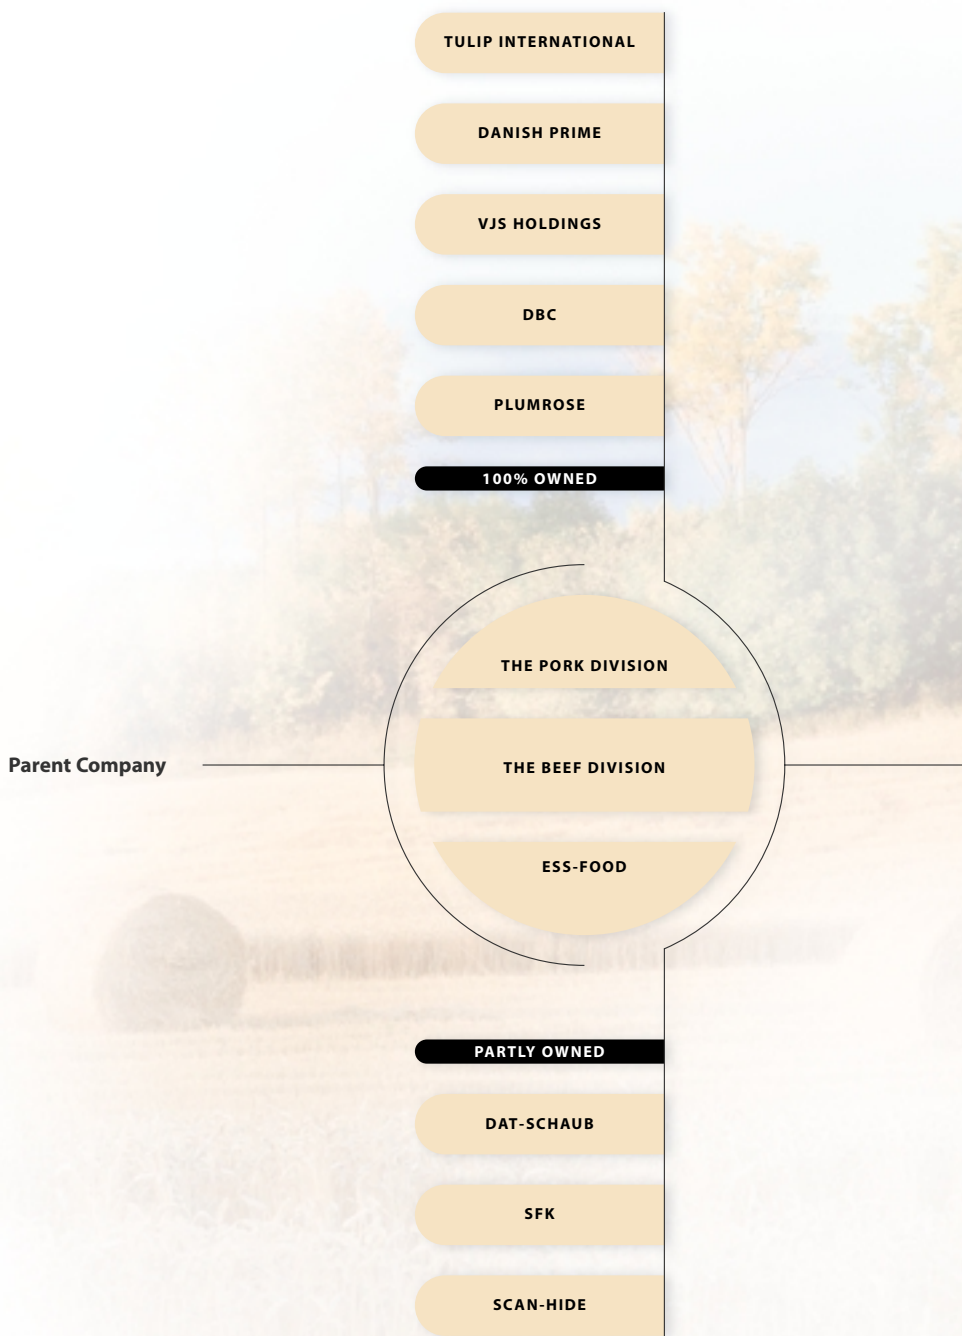 TULIP INTERNATIONAL
DANISH PRIME
VJS HOLDINGS
DBC
PLUMROSE
100% OWNED
THE PORK DIVISION
Parent Company
THE BEEF DIVISION
ESS-FOOD
PARTLY OWNED
DAT-SCHAUB
SFK
SCAN-HIDE